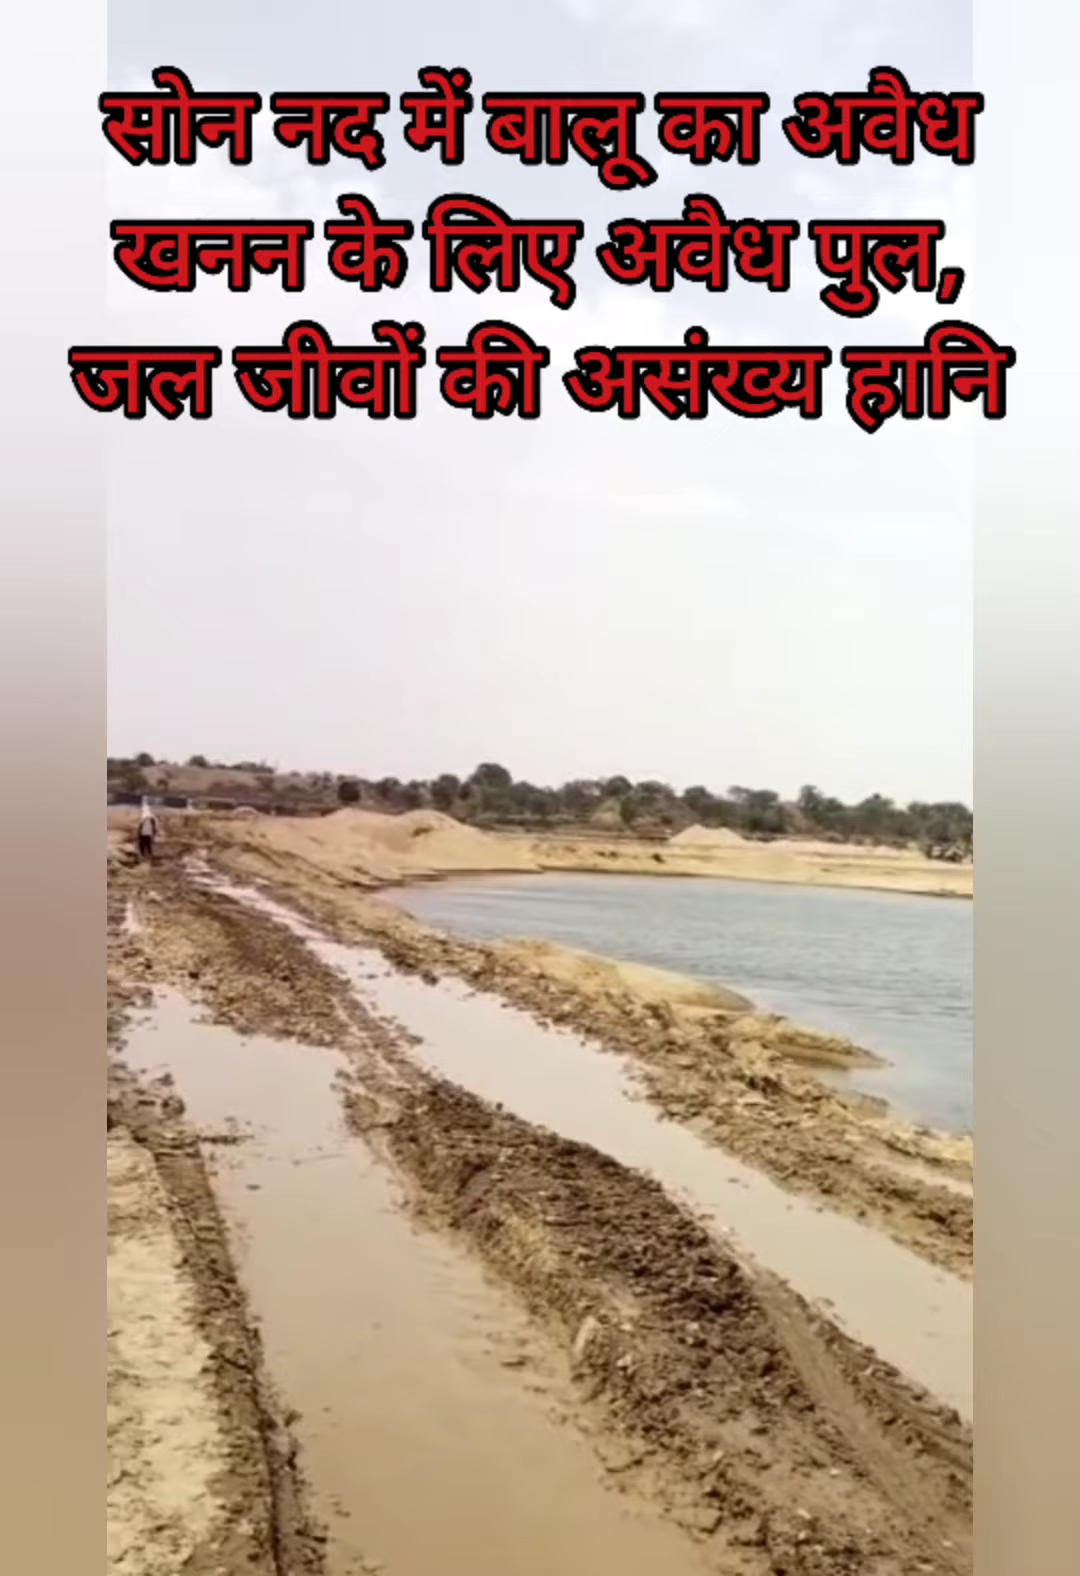 सोन नद में बालू का अवैध
खनन के लिए अवैध पुल,
जल जीवों की असंख्य हानि